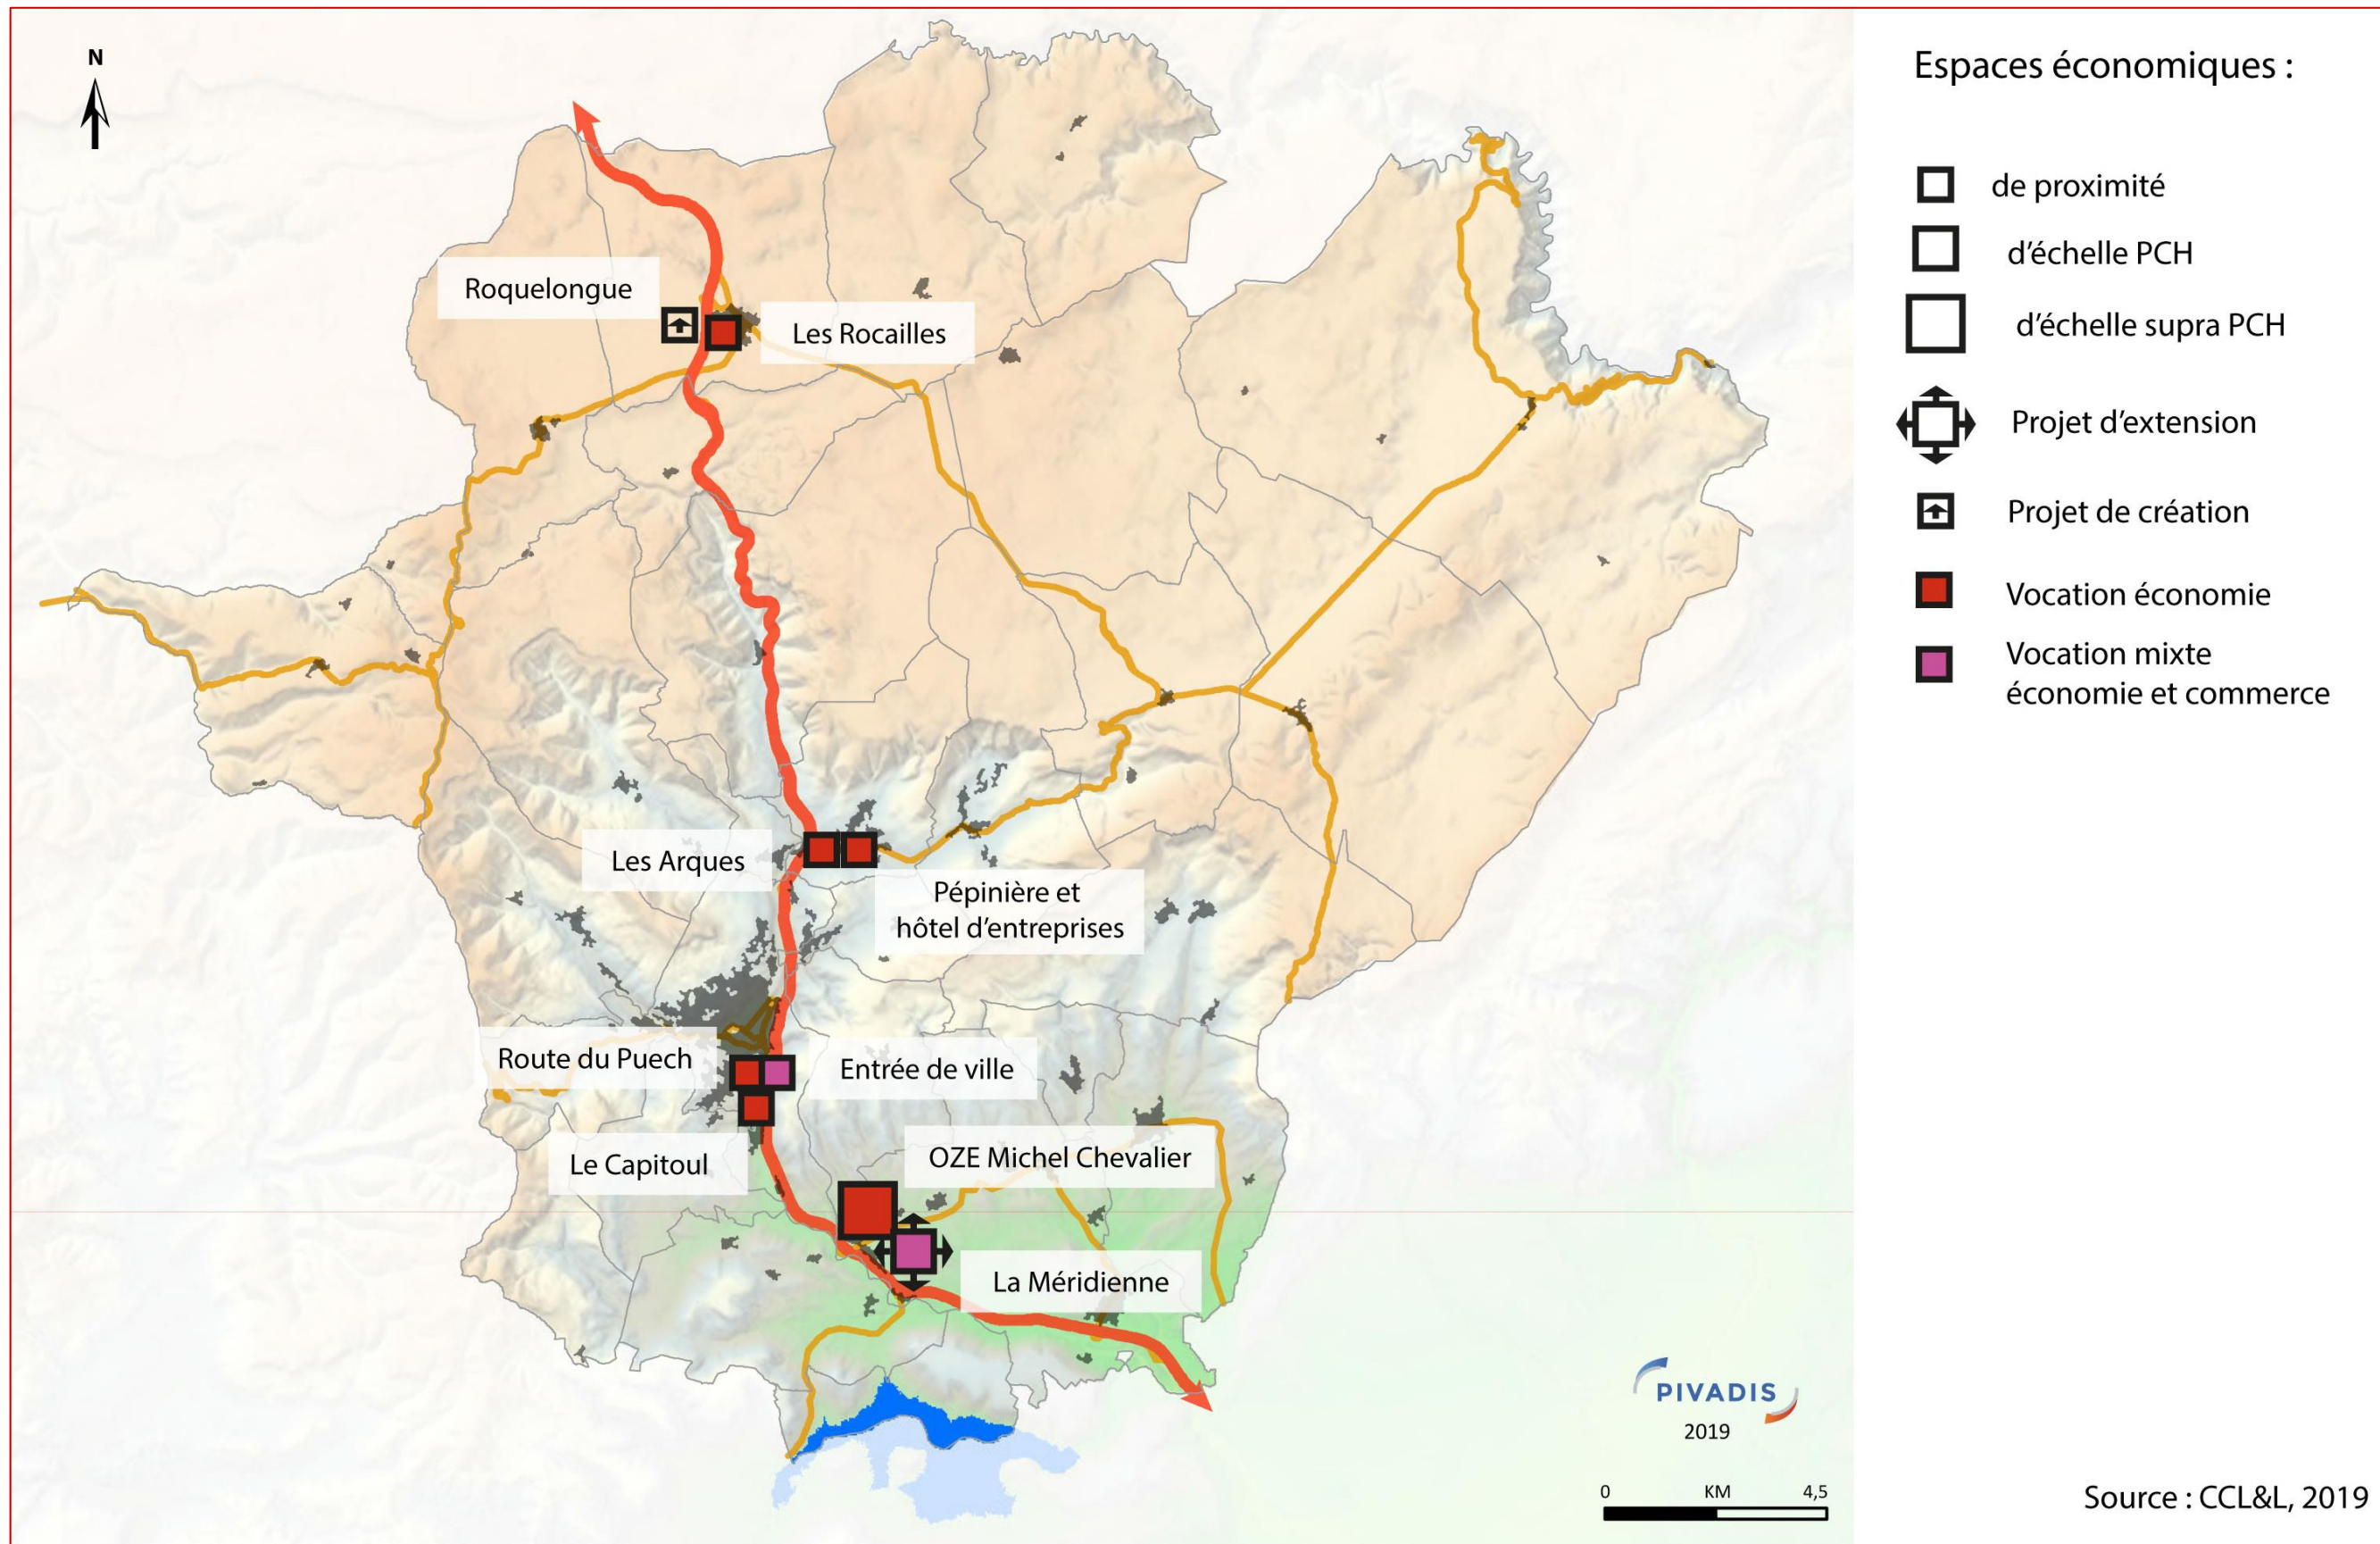 N
Roquelongue
Les Rocailles
Les Arques
Pépinière et
hôtel d'entreprises
Route du Puech
Entrée de ville
Le Capitoul
OZE Michel Chevalier
La Méridienne
PIVADIS
2019
0 KM 4,5
Espaces économiques :
de proximité
d'échelle PCH
d'échelle supra PCH
Projet d'extension
Projet de création
Vocation économie
Vocation mixte
économie et commerce
Source : CCL&L, 2019